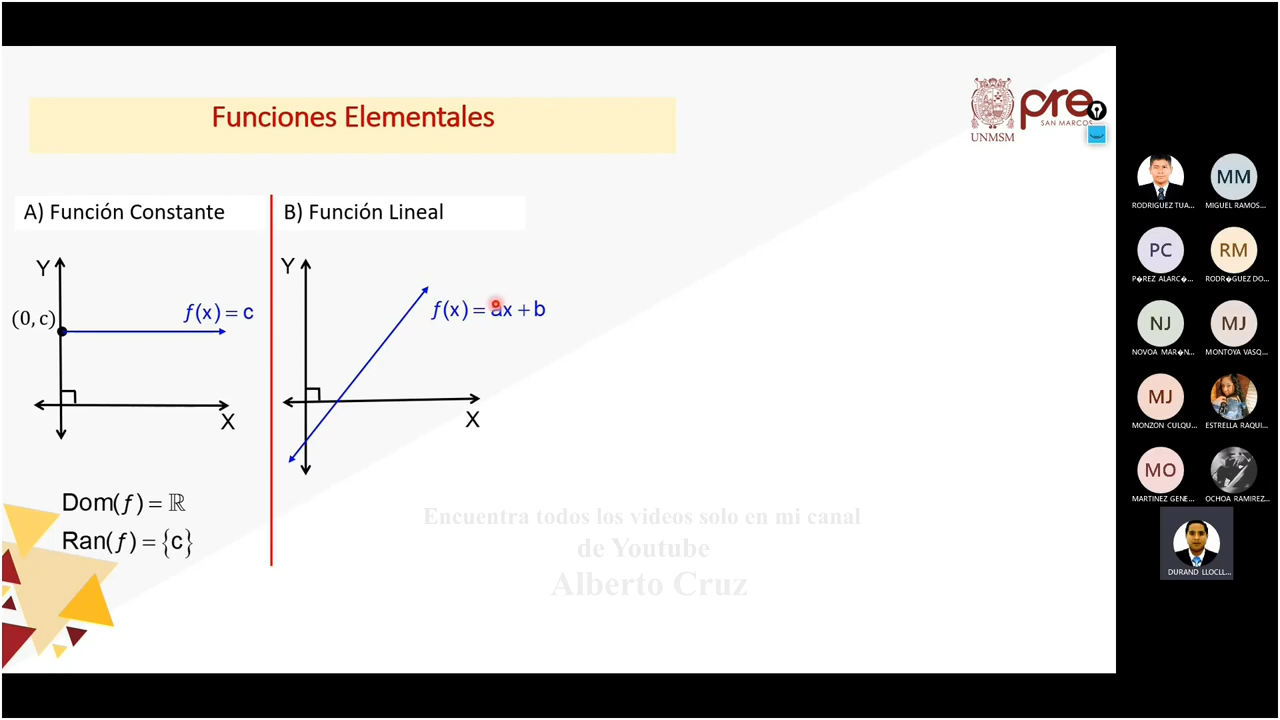 Funciones Elementales
UNMSM
pre
SAN MARCOS
A) Función Constante
Y
(0, c)
f(x) = c
X
Dom(f) = ℝ
Ran(f) = {c}
B) Función Lineal
Y
f(x) = ax + b
X
Encuentra todos los videos solo en mi canal
de Youtube
Alberto Cruz
RODRIGUEZ TUA...
MM
MIGUEL RAMOS...
PC
P�REZ ALARC�...
RM
RODR�GUEZ DO...
NJ
NOVOA MAR�N...
MJ
MONTOYA VASQ...
MJ
MONZON CULQU...
ESTRELLA RAQUI...
MO
MARTINEZ GENE...
OCHOA RAMIREZ...
DURAND LLOCLL...